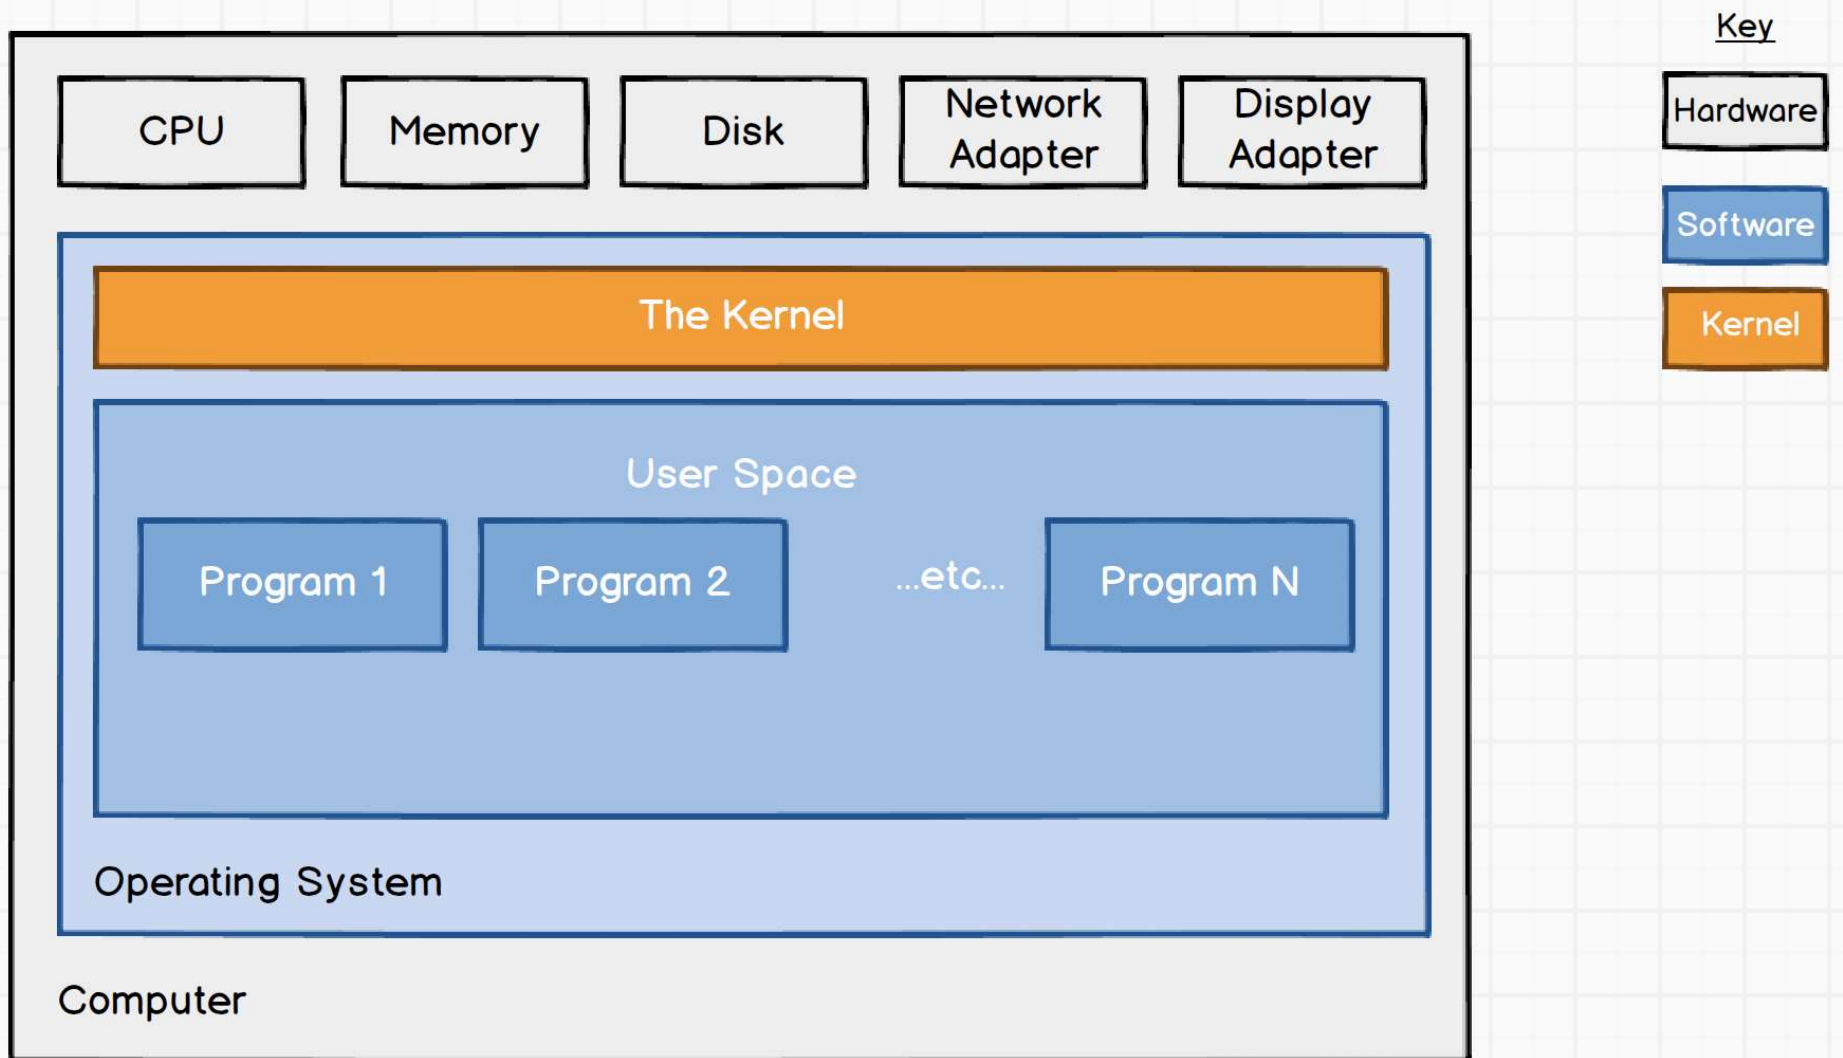 Key
CPU
Memory
Disk
Network
Adapter
Display
Adapter
Hardware
Software
The Kernel
Kernel
User Space
Program 1
Program 2
...etc...
Program N
Operating System
Computer